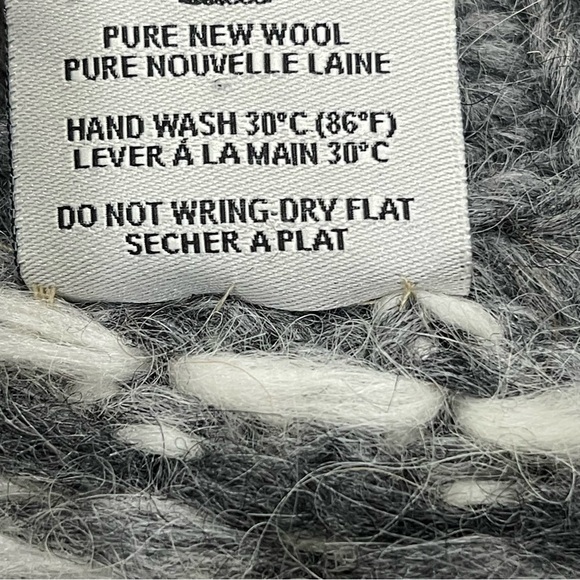 PURE NEW WOOL
PURE NOUVELLE LAINE
HAND WASH 30°C (86°F)
LEVER Á LA MAIN 30°C
DO NOT WRING-DRY FLAT
SECHER A PLAT